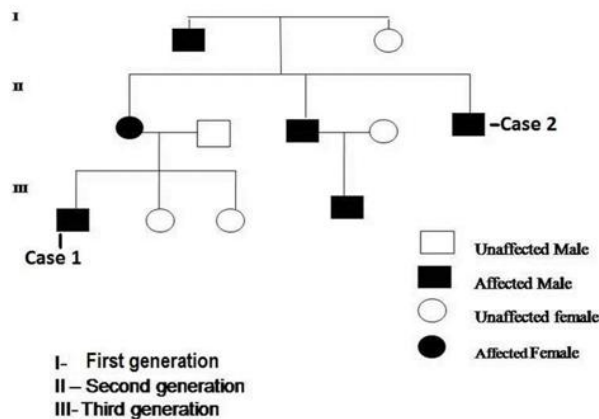 I
II
–Case 2
III
Case 1
Unaffected Male
Affected Male
Unaffected female
Affected Female
I- First generation
II – Second generation
III- Third generation